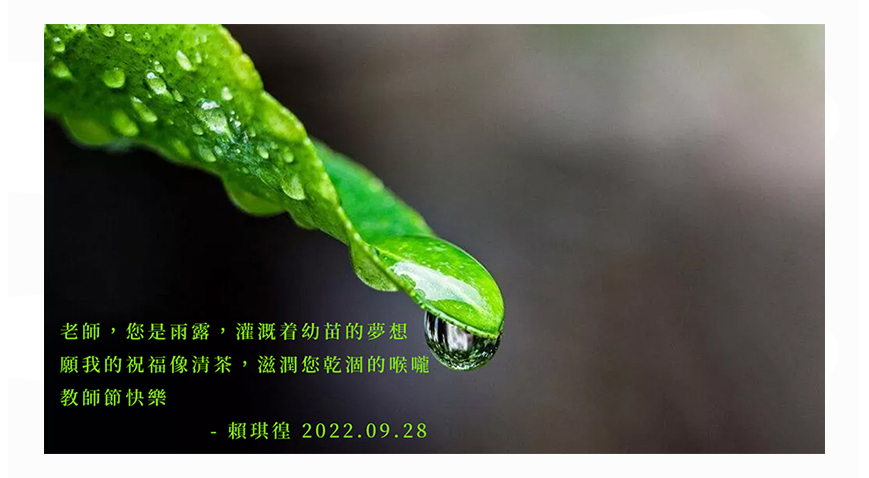 老師，您是雨露，灌溉着幼苗的夢想
願我的祝福像清茶，滋潤您乾涸的喉嚨
教師節快樂
- 賴琪徨 2022.09.28